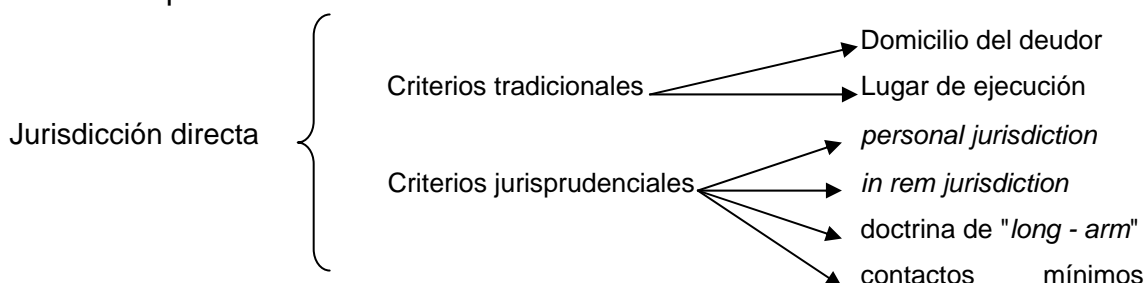 Domicilio del deudor
Criterios tradicionales
Lugar de ejecución
Jurisdicción directa
personal jurisdiction
Criterios jurisprudenciales
in rem jurisdiction
doctrina de "long - arm"
contactos mínimos